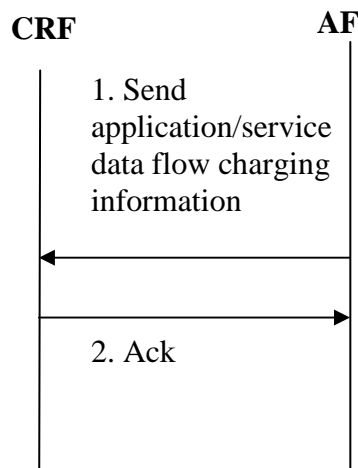 CRF
AF
1. Send
application/service
data flow charging
information
2. Ack